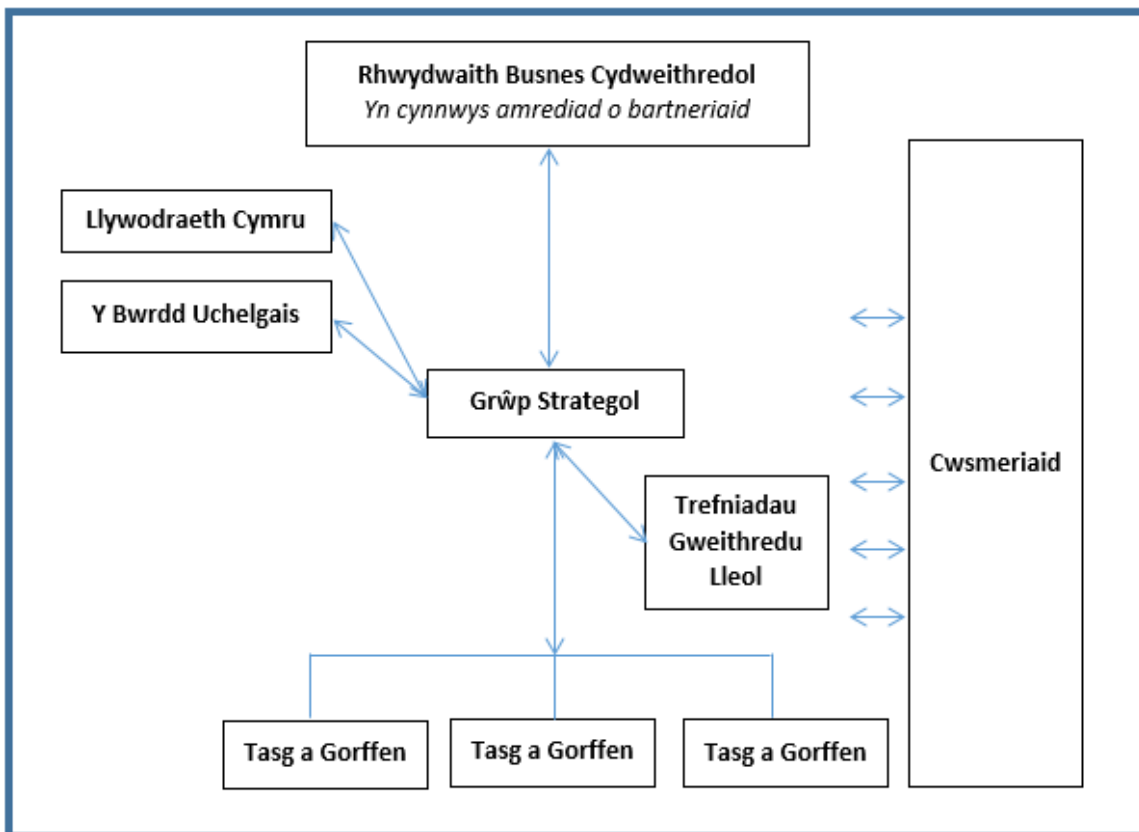 Rhwydwaith Busnes Cydweithredol
Yn cynnwys amrediad o bartneriaid
Llywodraeth Cymru
Y Bwrdd Uchelgais
Grŵp Strategol
Cwsmeriaid
Trefniadau
Gweithredu
Lleol
Tasg a Gorffen
Tasg a Gorffen
Tasg a Gorffen